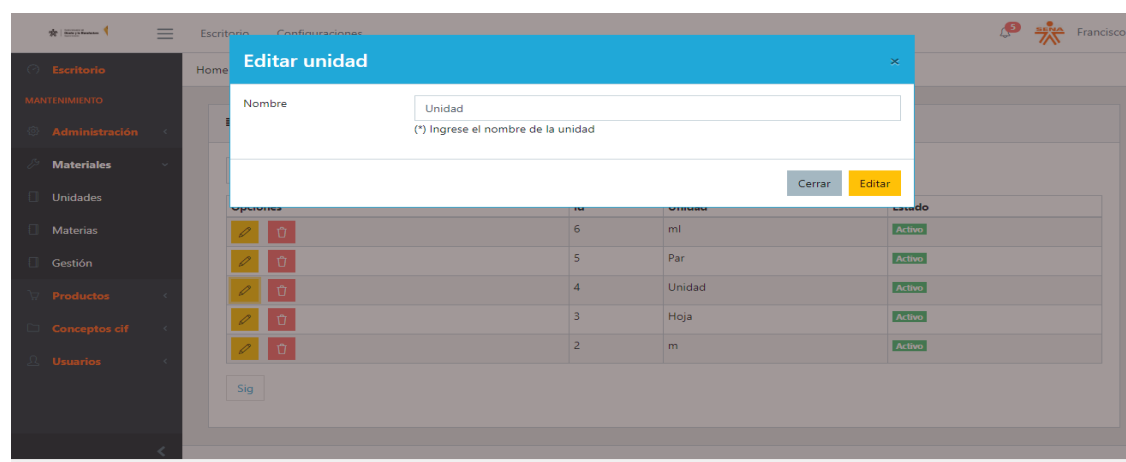 Escritorio Configuraciones
5
SENA
Francisco
Escritorio
Home
MANTENIMIENTO
Administración
Materiales
Unidades
Materias
Gestión
Productos
Conceptos cif
Usuarios
Editar unidad ×
Nombre
Unidad
(*) Ingrese el nombre de la unidad
Cerrar Editar
Opciones Id Unidad Estado
6 ml Activo
5 Par Activo
4 Unidad Activo
3 Hoja Activo
2 m Activo
Sig